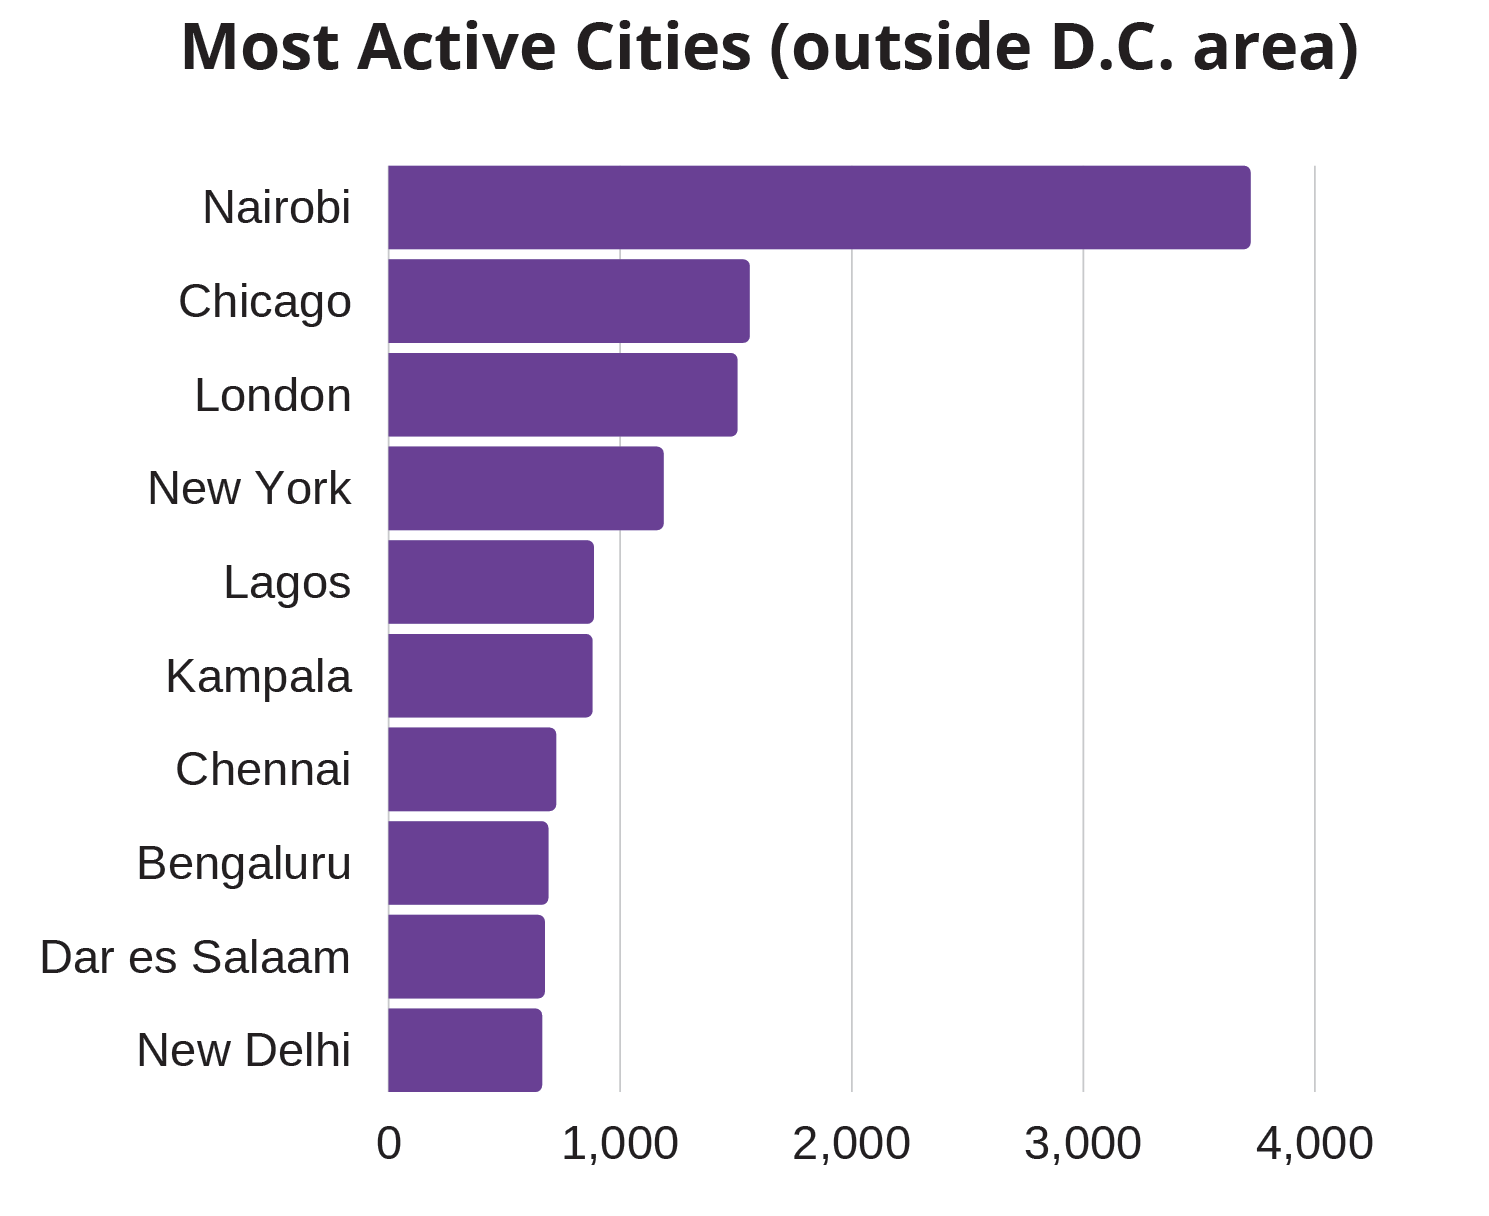 Most Active Cities (outside D.C. area)
Nairobi
Chicago
London
New York
Lagos
Kampala
Chennai
Bengaluru
Dar es Salaam
New Delhi
0 1,000 2,000 3,000 4,000